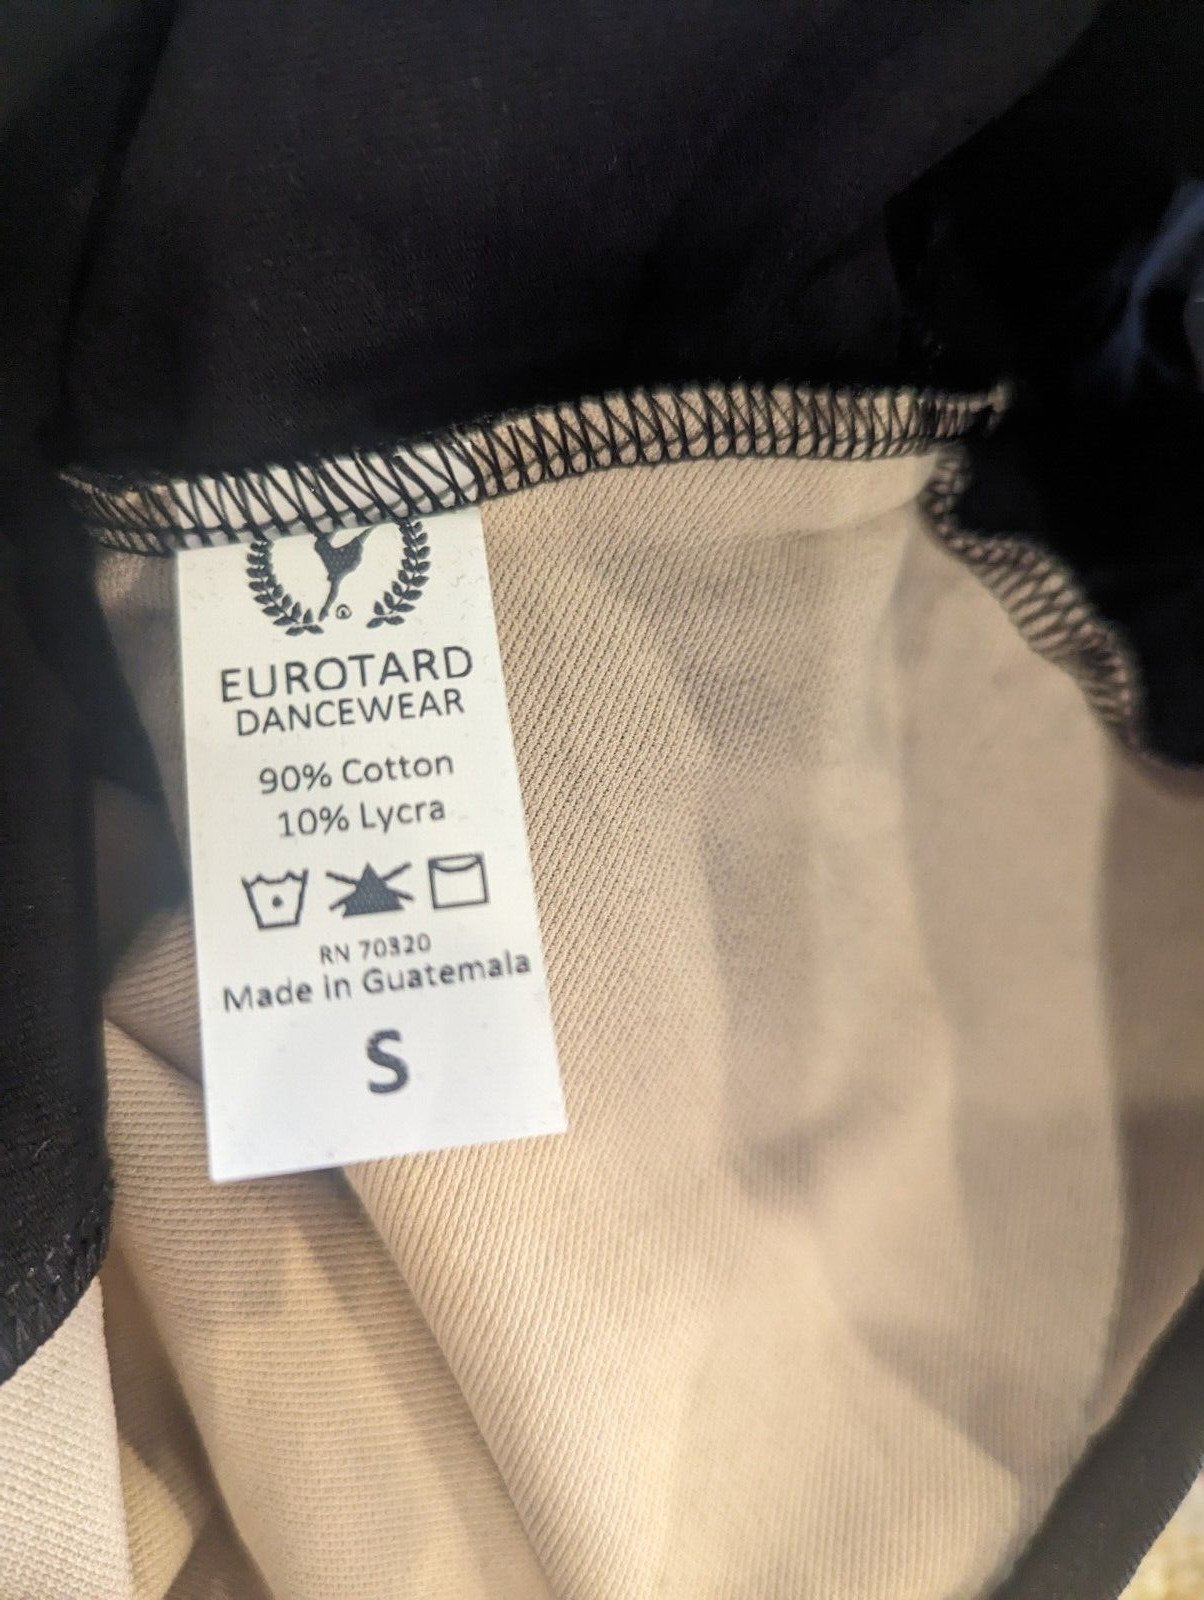 EUROTARD
DANCEWEAR
90% Cotton
10% Lycra
RN 70320
Made in Guatemala
S